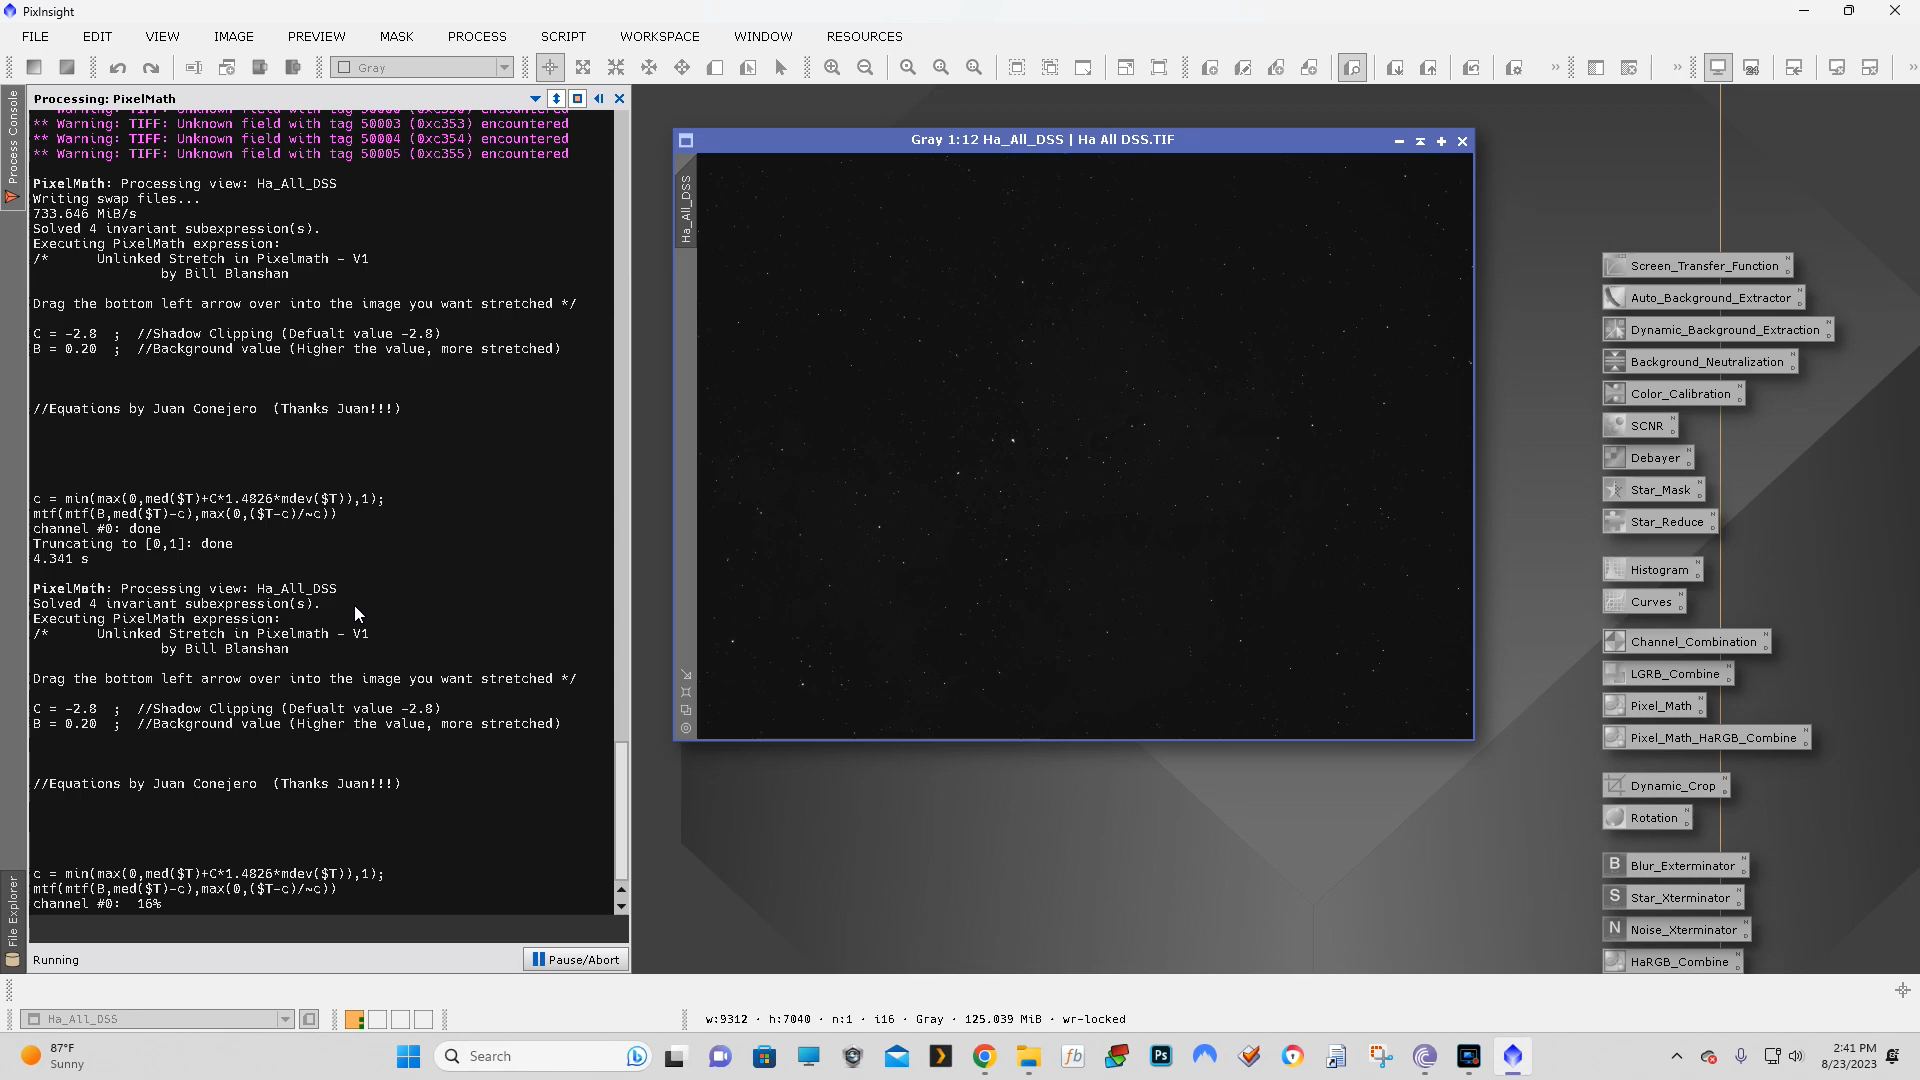 PixInsight
FILE
EDIT
VIEW
IMAGE
PREVIEW
MASK
PROCESS
SCRIPT
WORKSPACE
WINDOW
RESOURCES
Gray
Processing: PixelMath
Process Console
** Warning: TIFF: Unknown field with tag 50003 (0xc353) encountered
** Warning: TIFF: Unknown field with tag 50004 (0xc354) encountered
** Warning: TIFF: Unknown field with tag 50005 (0xc355) encountered
PixelMath: Processing view: Ha_All_DSS
Writing swap files...
733.646 MiB/s
Solved 4 invariant subexpression(s).
Executing PixelMath expression:
/* Unlinked Stretch in Pixelmath - V1
by Bill Blanshan
Drag the bottom left arrow over into the image you want stretched */
C = -2.8 ; //Shadow Clipping (Defualt value -2.8)
B = 0.20 ; //Background value (Higher the value, more stretched)
//Equations by Juan Conejero (Thanks Juan!!!)
c = min(max(0,med($T)+C*1.4826*mdev($T)),1);
mtf(mtf(B,med($T)-c),max(0,($T-c)/~c))
channel #0: done
Truncating to [0,1]: done
4.341 s
PixelMath: Processing view: Ha_All_DSS
Solved 4 invariant subexpression(s).
Executing PixelMath expression:
/* Unlinked Stretch in Pixelmath - V1
by Bill Blanshan
Drag the bottom left arrow over into the image you want stretched */
C = -2.8 ; //Shadow Clipping (Defualt value -2.8)
B = 0.20 ; //Background value (Higher the value, more stretched)
//Equations by Juan Conejero (Thanks Juan!!!)
c = min(max(0,med($T)+C*1.4826*mdev($T)),1);
mtf(mtf(B,med($T)-c),max(0,($T-c)/~c))
channel #0: 16%
File Explorer
Running
Pause/Abort
Gray 1:12 Ha_All_DSS | Ha All DSS.TIF
Ha_All_DSS
Screen_Transfer_Function
Auto_Background_Extractor
Dynamic_Background_Extraction
Background_Neutralization
Color_Calibration
SCNR
Debayer
Star_Mask
Star_Reduce
Histogram
Curves
Channel_Combination
LGRB_Combine
Pixel_Math
Pixel_Math_HaRGB_Combine
Dynamic_Crop
Rotation
B Blur_Exterminator
S Star_Xterminator
N Noise_Xterminator
HaRGB_Combine
Ha_All_DSS
w:9312 · h:7040 · n:1 · i16 · Gray · 125.039 MiB · wr-locked
87°F
Sunny
Search
fb
Ps
2:41 PM
8/23/2023